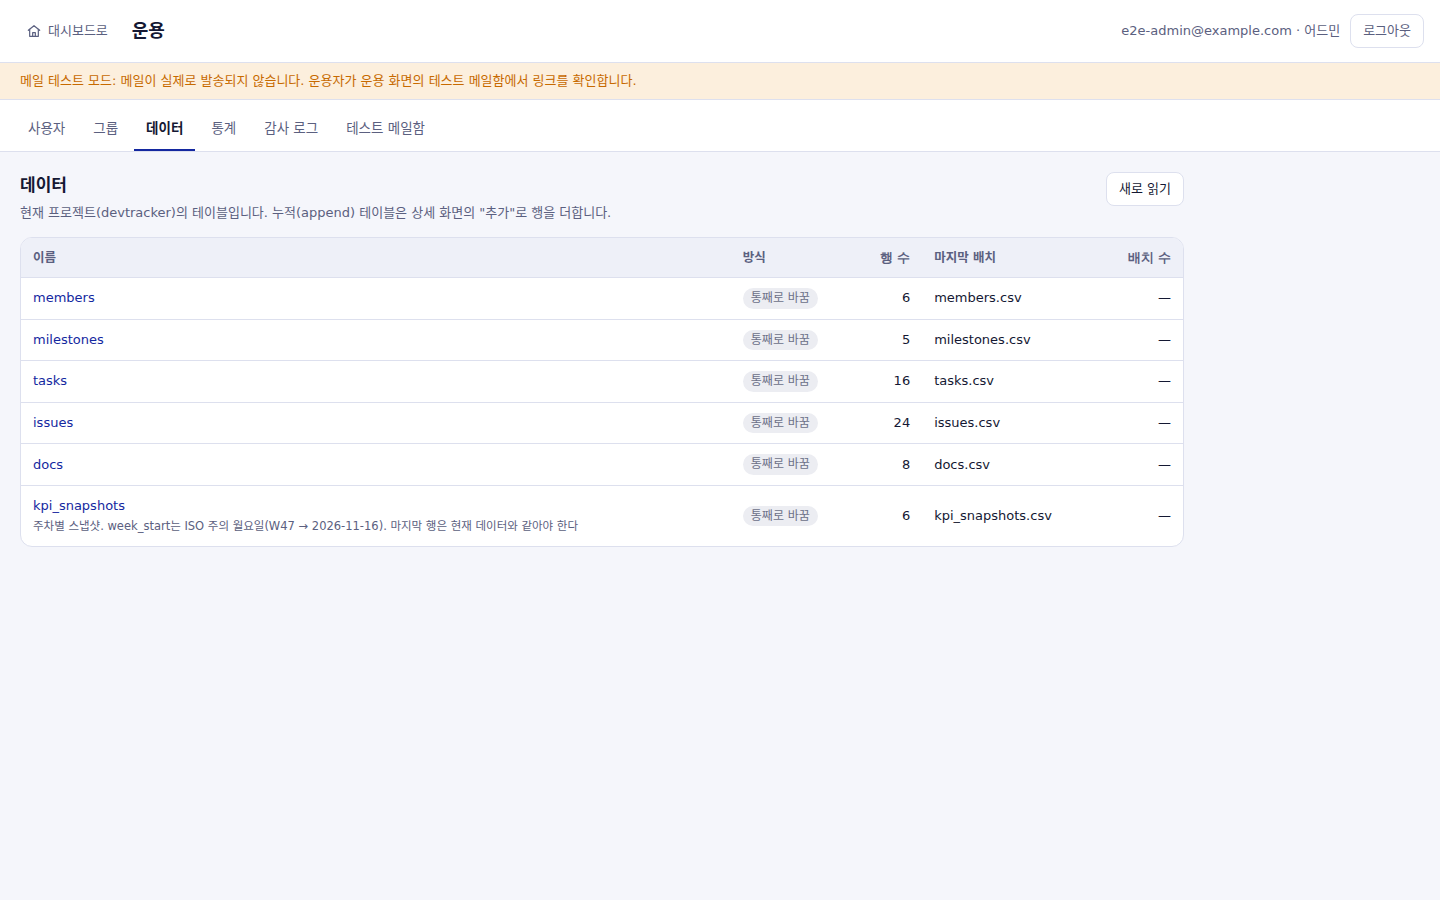 대시보드로 운용 e2e-admin@example.com · 어드민 로그아웃
메일 테스트 모드: 메일이 실제로 발송되지 않습니다. 운용자가 운용 화면의 테스트 메일함에서 링크를 확인합니다.
사용자 그룹 데이터 통계 감사 로그 테스트 메일함
데이터 새로 읽기
현재 프로젝트(devtracker)의 테이블입니다. 누적(append) 테이블은 상세 화면의 "추가"로 행을 더합니다.
이름 방식 행 수 마지막 배치 배치 수
members 통째로 바꿈 6 members.csv —
milestones 통째로 바꿈 5 milestones.csv —
tasks 통째로 바꿈 16 tasks.csv —
issues 통째로 바꿈 24 issues.csv —
docs 통째로 바꿈 8 docs.csv —
kpi_snapshots 통째로 바꿈 6 kpi_snapshots.csv —
주차별 스냅샷. week_start는 ISO 주의 월요일(W47 → 2026-11-16). 마지막 행은 현재 데이터와 같아야 한다